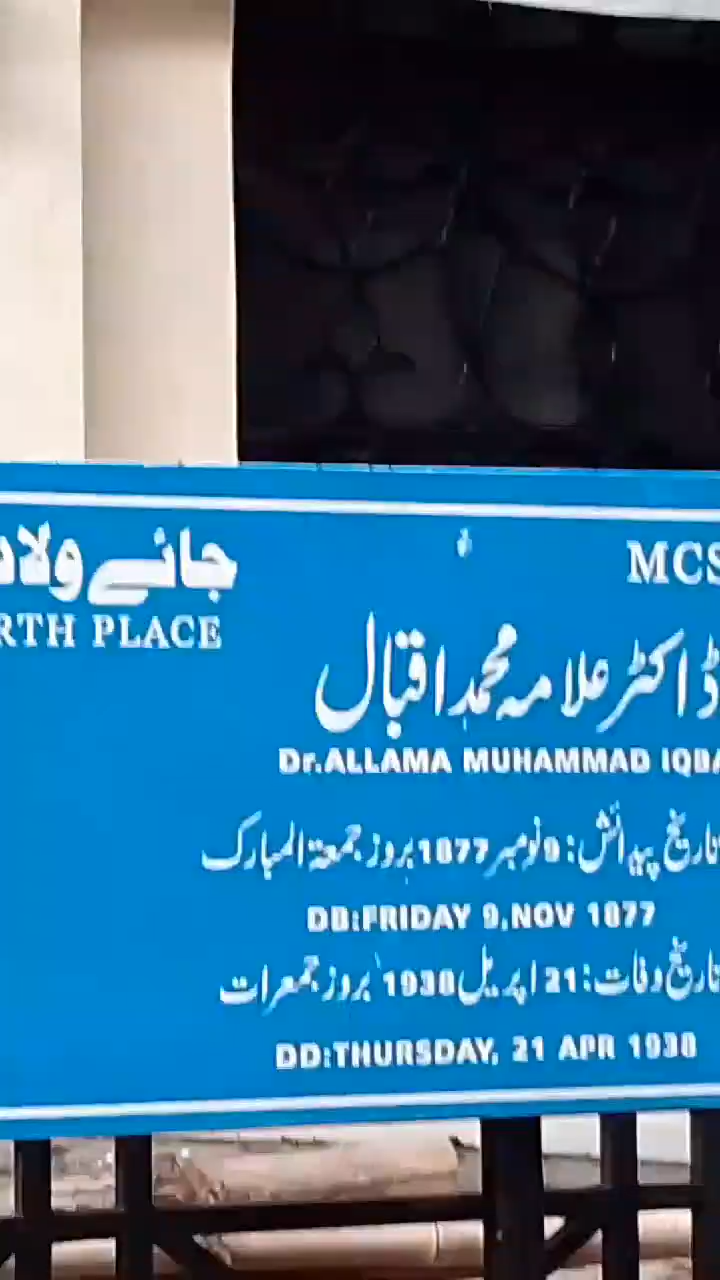 جائے ولاد
RTH PLACE
MCS
ڈاکٹر علامہ محمد اقبال
Dr.ALLAMA MUHAMMAD IQBA
تاریخ پیدائش: 9 نومبر 1877 بروز جمعۃ المبارک
DB:FRIDAY 9,NOV 1877
تاریخ وفات: 21 اپریل 1938 بروز جمعرات
DD:THURSDAY, 21 APR 1938